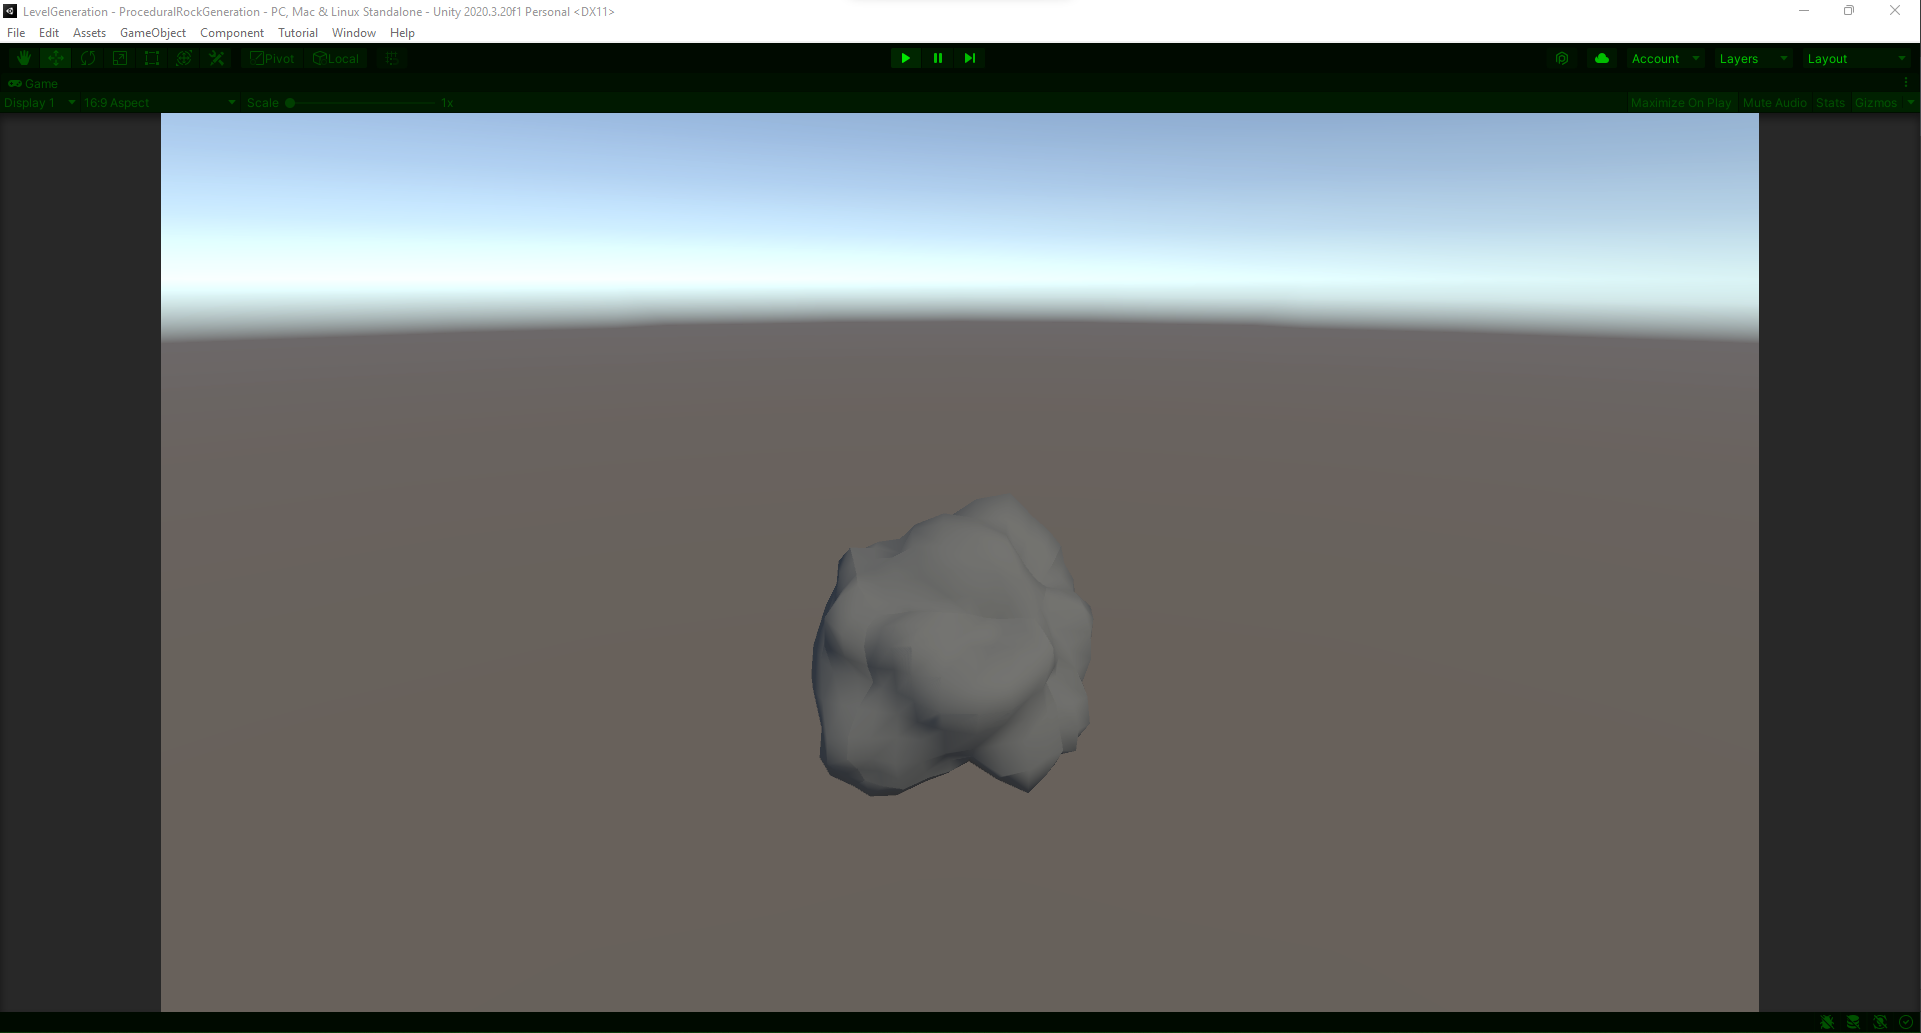 LevelGeneration - ProceduralRockGeneration - PC, Mac & Linux Standalone - Unity 2020.3.20f1 Personal <DX11>
File Edit Assets GameObject Component Tutorial Window Help
Pivot Local Account Layers Layout
Game
Display 1 16:9 Aspect Scale 1x Maximize On Play Mute Audio Stats Gizmos